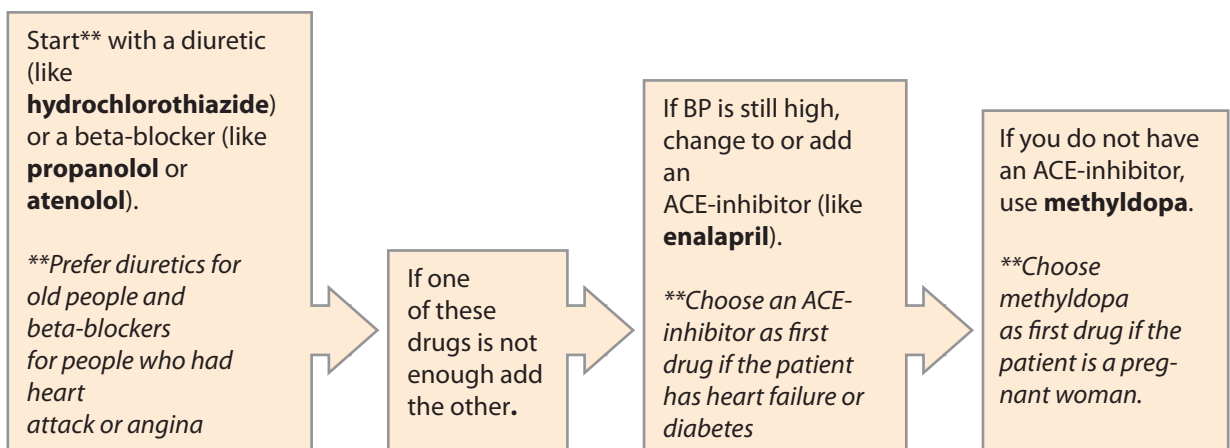 Start** with a diuretic
(like
hydrochlorothiazide)
or a beta-blocker (like
propanolol or
atenolol).
**Prefer diuretics for
old people and
beta-blockers
for people who had
heart
attack or angina
If one
of these
drugs is not
enough add
the other.
If BP is still high,
change to or add
an
ACE-inhibitor (like
enalapril).
**Choose an ACE-
inhibitor as first
drug if the patient
has heart failure or
diabetes
If you do not have
an ACE-inhibitor,
use methyldopa.
**Choose
methyldopa
as first drug if the
patient is a preg-
nant woman.